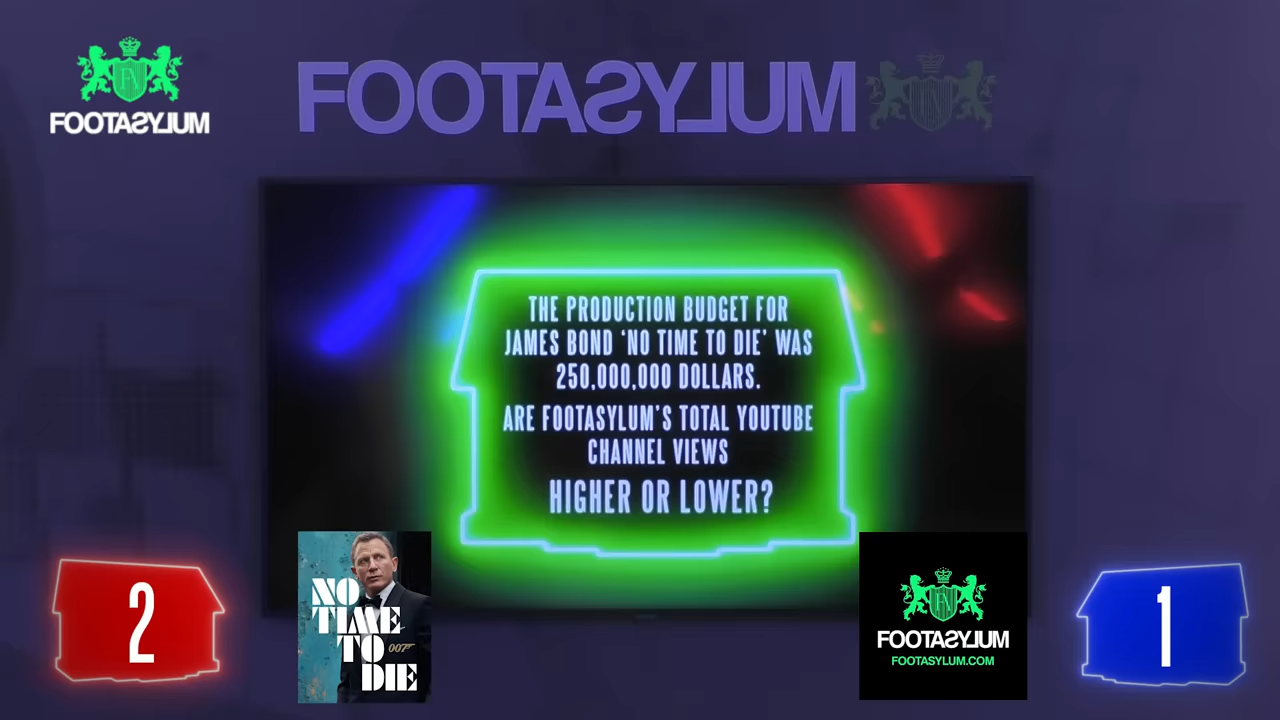 FOOTASYLUM
FOOTASYLUM
THE PRODUCTION BUDGET FOR
JAMES BOND ‘NO TIME TO DIE’ WAS
250,000,000 DOLLARS.
ARE FOOTASYLUM’S TOTAL YOUTUBE
CHANNEL VIEWS
HIGHER OR LOWER?
2
NO
TIME
TO
007
DIE
FOOTASYLUM
FOOTASYLUM.COM
1